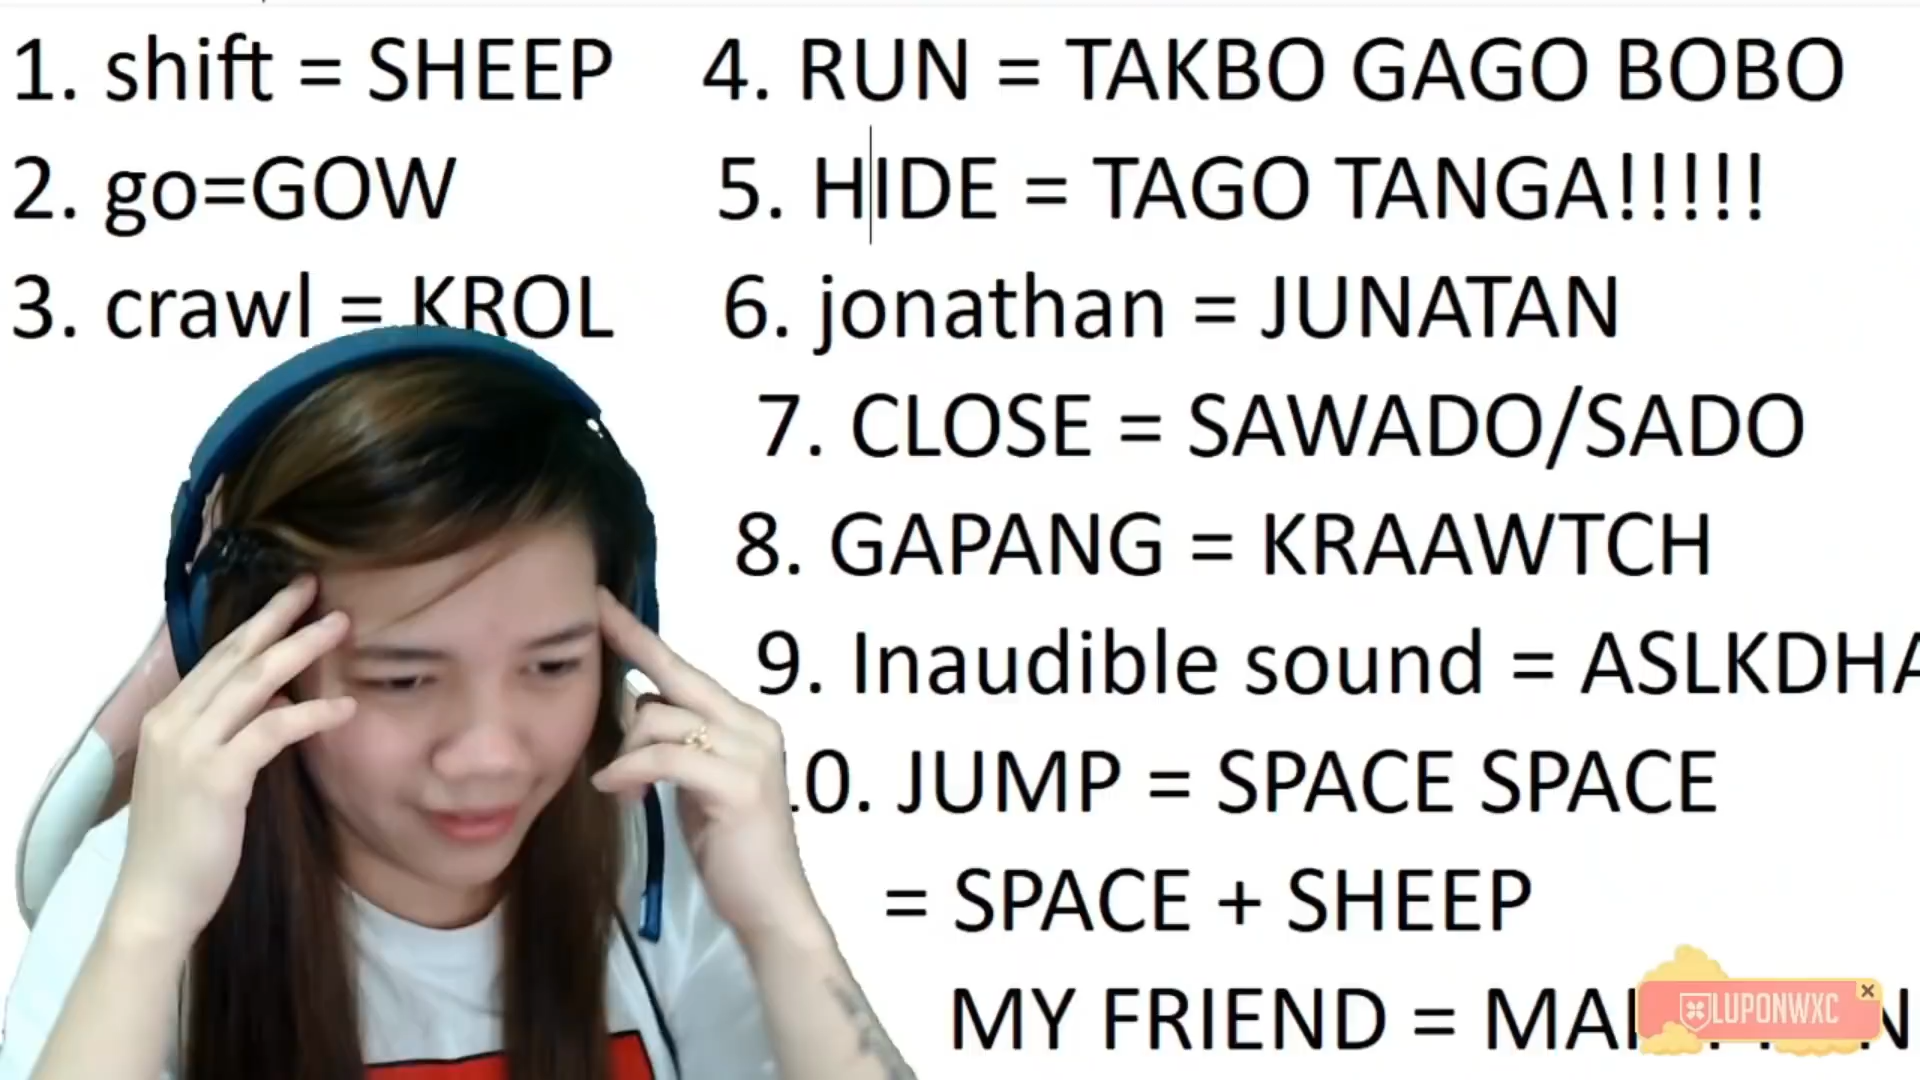 1. shift = SHEEP
2. go=GOW
3. crawl = KROL
4. RUN = TAKBO GAGO BOBO
5. HIDE = TAGO TANGA!!!!!
6. jonathan = JUNATAN
7. CLOSE = SAWADO/SADO
8. GAPANG = KRAAWTCH
9. Inaudible sound = ASLKDHA
10. JUMP = SPACE SPACE
= SPACE + SHEEP
MY FRIEND =
LUPONWXC